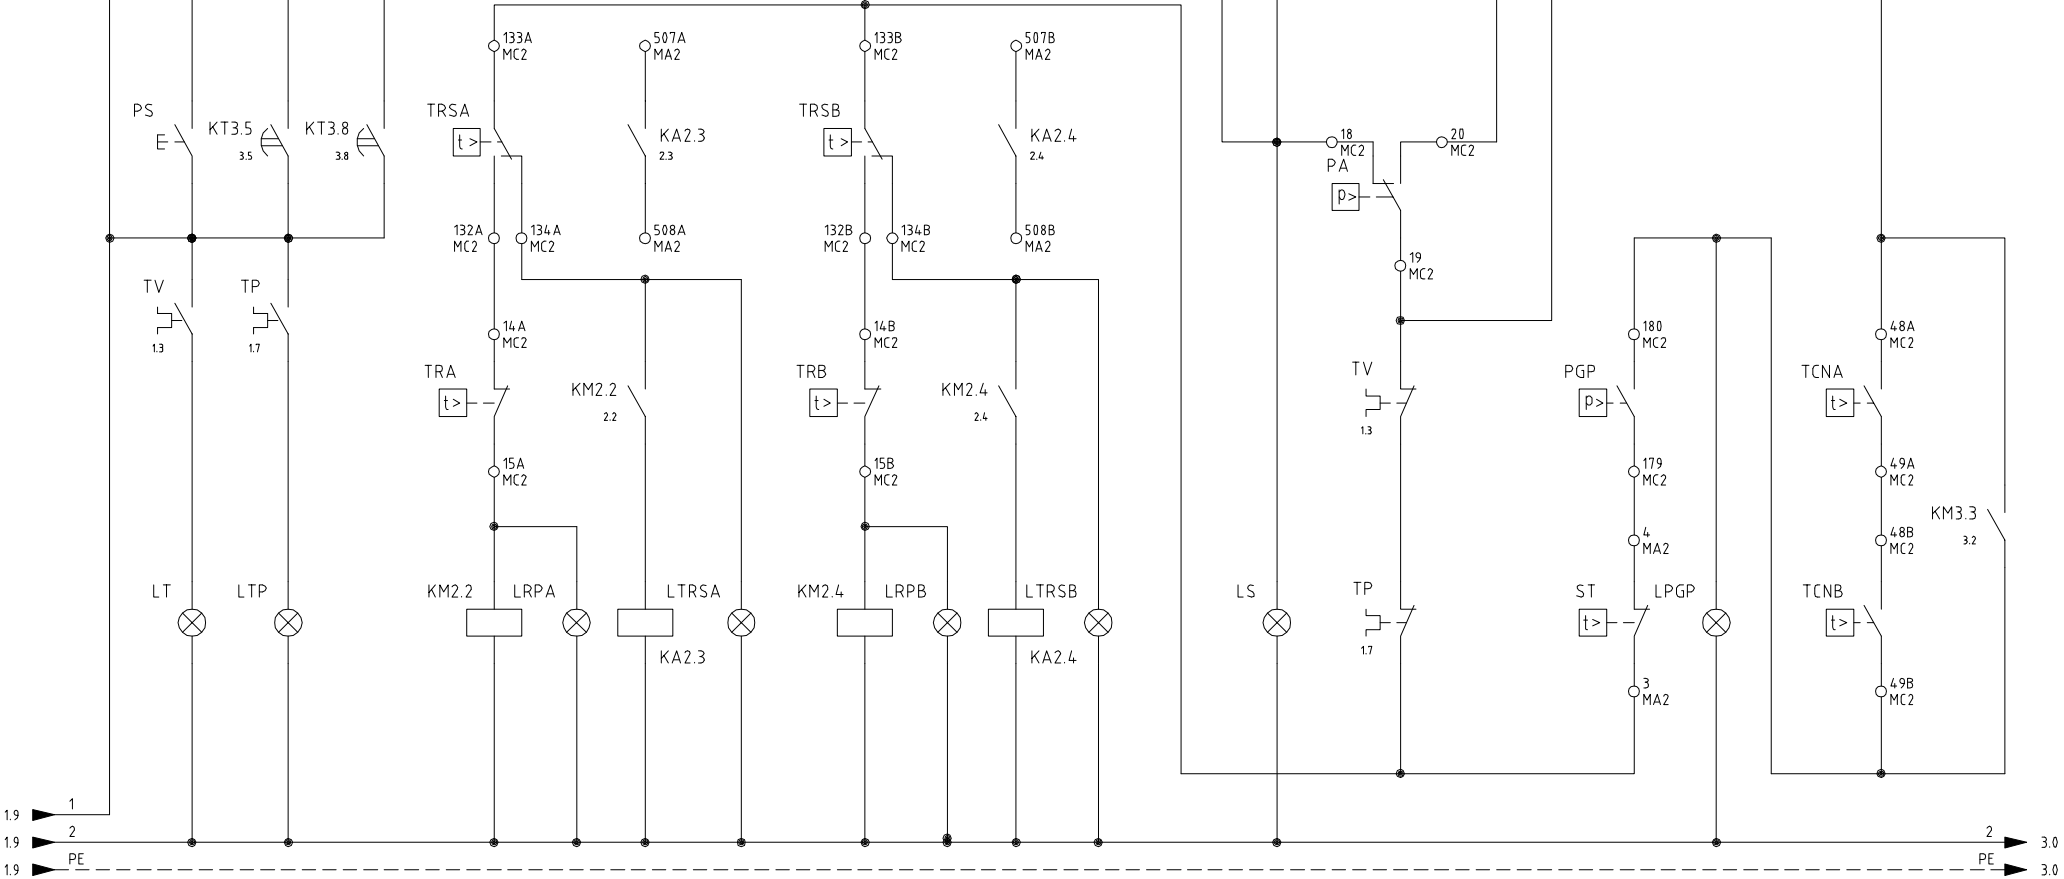 133A
MC2
507A
MA2
133B
MC2
507B
MA2
PS
KT3.5
3.5
KT3.8
3.8
TRSA
t>
KA2.3
2.3
TRSB
t>
KA2.4
2.4
18
MC2
20
MC2
PA
p>
132A
MC2
134A
MC2
508A
MA2
132B
MC2
134B
MC2
508B
MA2
19
MC2
TV
1.3
TP
1.7
14A
MC2
14B
MC2
180
MC2
48A
MC2
TRA
t>
KM2.2
2.2
TRB
t>
KM2.4
2.4
TV
1.3
PGP
p>
TCNA
t>
15A
MC2
15B
MC2
179
MC2
49A
MC2
4
MA2
48B
MC2
KM3.3
3.2
LT
LTP
KM2.2
LRPA
LTRSA
KM2.4
LRPB
LTRSB
LS
TP
1.7
ST
t>
LPGP
TCNB
t>
KA2.3
KA2.4
3
MA2
49B
MC2
1.9
1
1.9
2
2
3.0
1.9
PE
PE
3.0